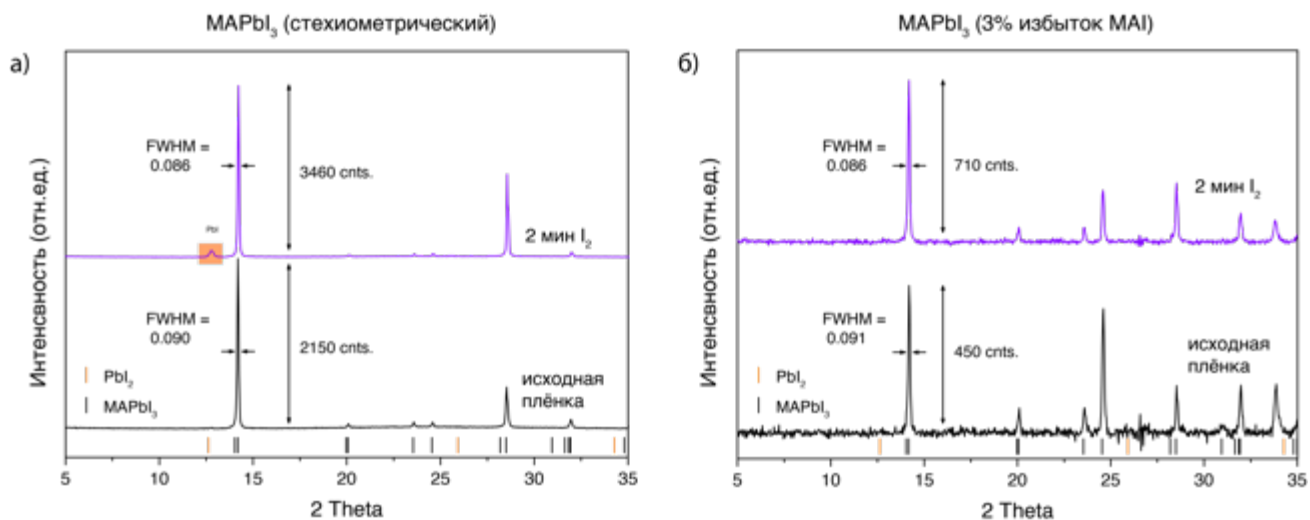 MAPbI₃ (стехиометрический)
а)
FWHM =
0.086
3460 cnts.
PbI
2 мин I₂
FWHM =
0.090
2150 cnts.
PbI₂
MAPbI₃
исходная
плёнка
Интенсвность (отн.ед.)
5 10 15 20 25 30 35
2 Theta
MAPbI₃ (3% избыток MAI)
б)
FWHM =
0.086
710 cnts.
2 мин I₂
FWHM =
0.091
450 cnts.
PbI₂
MAPbI₃
исходная
плёнка
Интенсвность (отн.ед.)
5 10 15 20 25 30 35
2 Theta